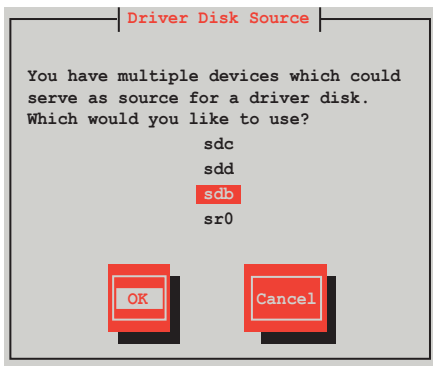 Driver Disk Source
You have multiple devices which could
serve as source for a driver disk.
Which would you like to use?
sdc
sdd
sdb
sr0
OK
Cancel